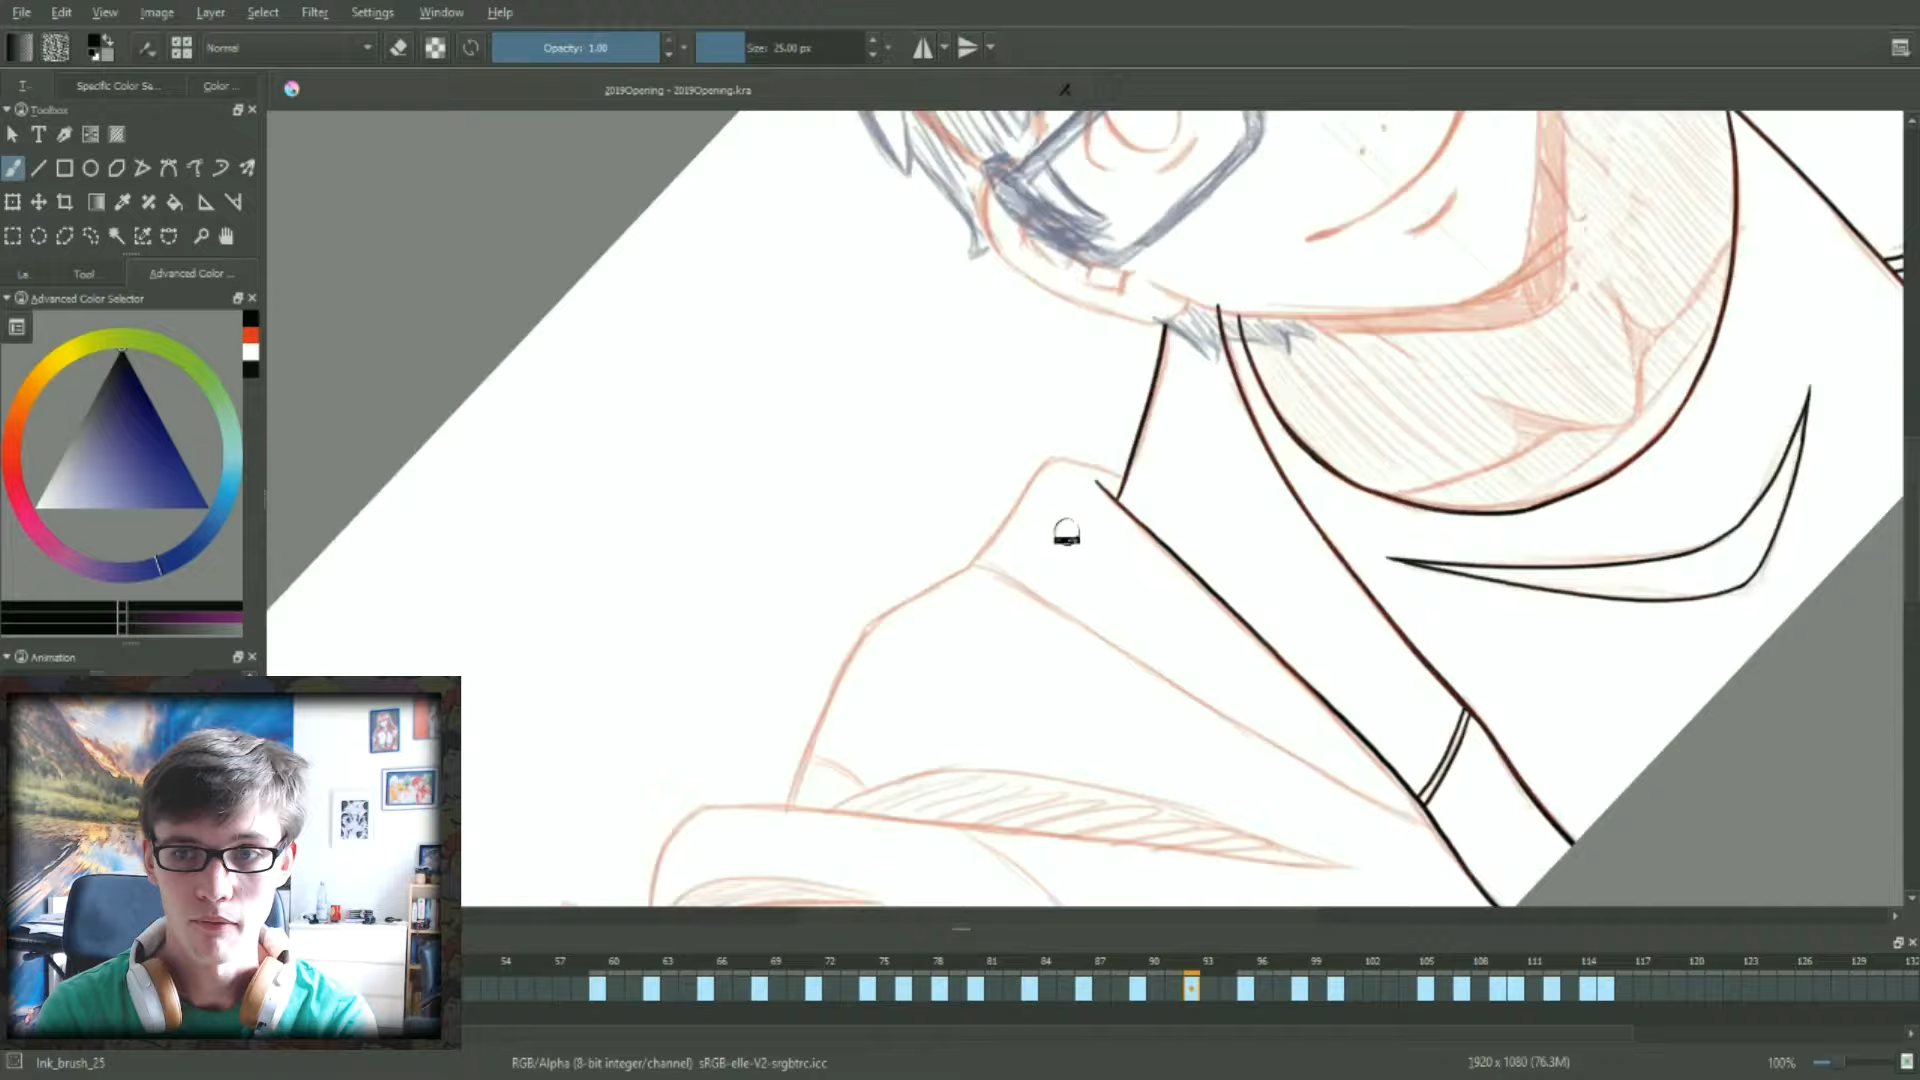 File Edit View Image Layer Select Filter Settings Window Help
Normal Opacity: 1.00 Size: 25.00 px
I... Specific Color Se... Color ...
2019Opening - 2019Opening.kra
Toolbox
La Tool Advanced Color ...
Advanced Color Selector
Animation
54 57 60 63 66 69 72 75 78 81 84 87 90 93 96 99 102 105 108 111 114 117 120 123 126 129 132
Ink_brush_25 RGB/Alpha (8-bit integer/channel) sRGB-elle-V2-srgbtrc.icc 1920 x 1080 (76.3M) 100%